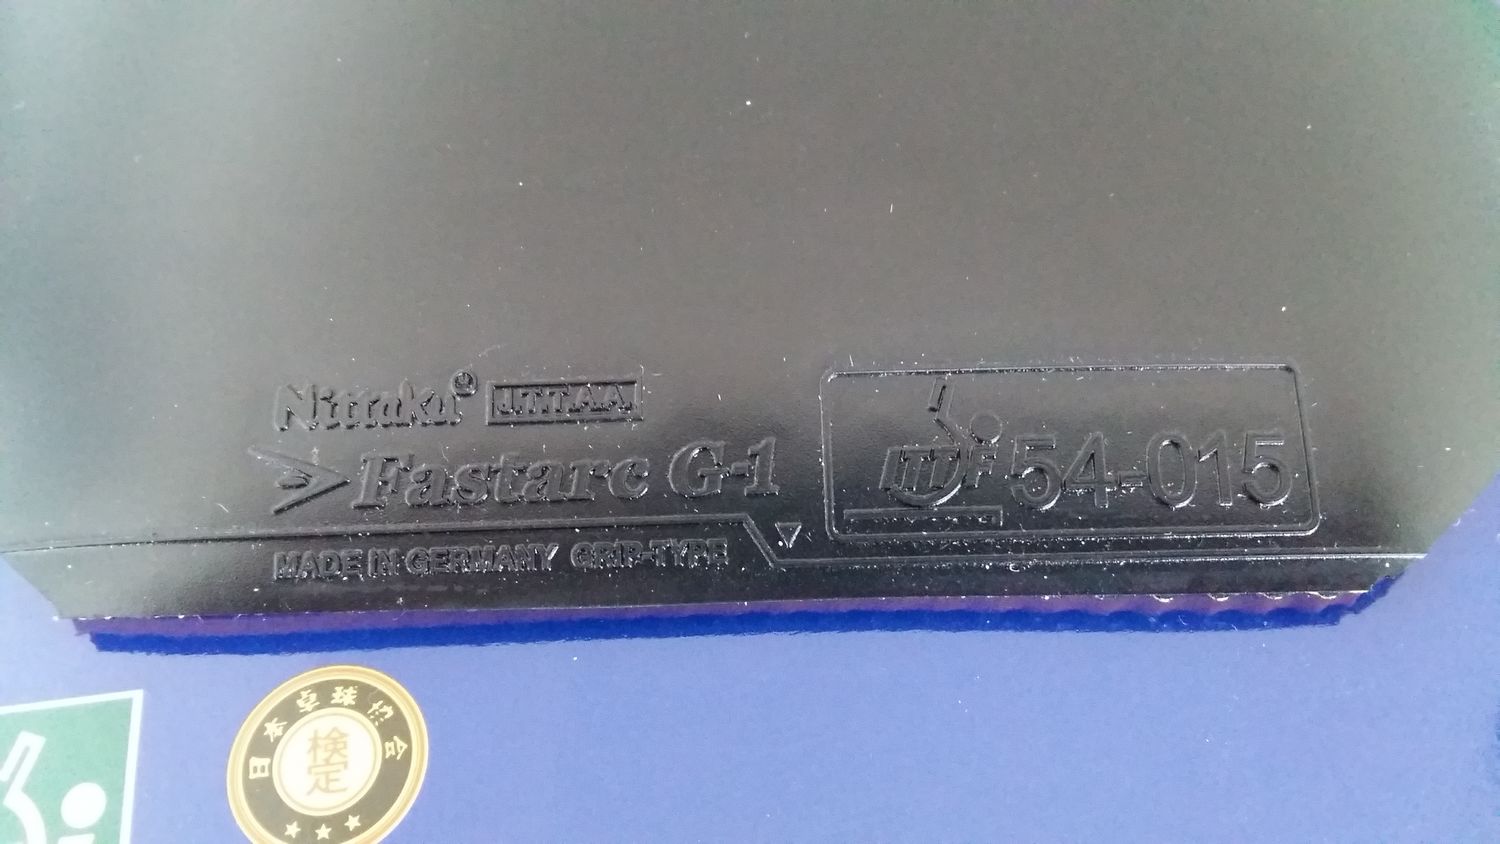 Nittaku® J.T.T.A.A.
Fastarc G-1
ITTF 54-015
MADE IN GERMANY GRIP-TYPE
日本卓球協会
検定